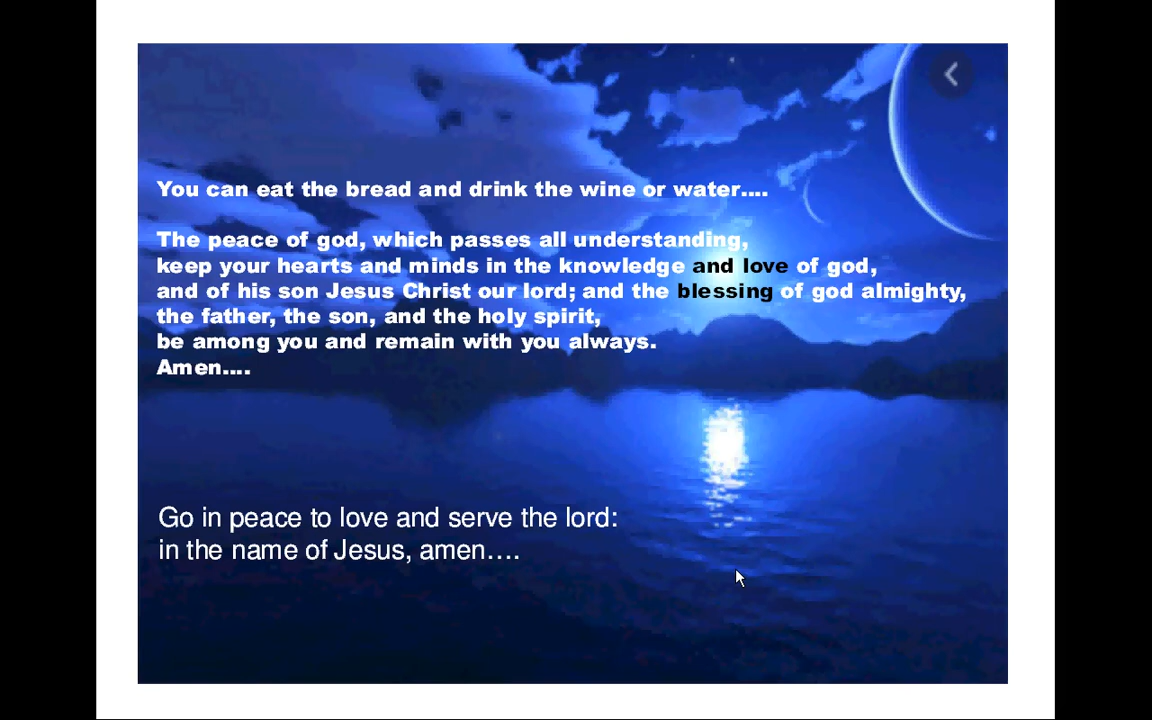 You can eat the bread and drink the wine or water....
The peace of god, which passes all understanding,
keep your hearts and minds in the knowledge and love of god,
and of his son Jesus Christ our lord; and the blessing of god almighty,
the father, the son, and the holy spirit,
be among you and remain with you always.
Amen....
Go in peace to love and serve the lord:
in the name of Jesus, amen....